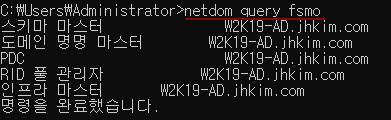 C:\Users\Administrator>netdom query fsmo
스키마 마스터 W2K19-AD.jhkim.com
도메인 명명 마스터 W2K19-AD.jhkim.com
PDC W2K19-AD.jhkim.com
RID 풀 관리자 W2K19-AD.jhkim.com
인프라 마스터 W2K19-AD.jhkim.com
명령을 완료했습니다.